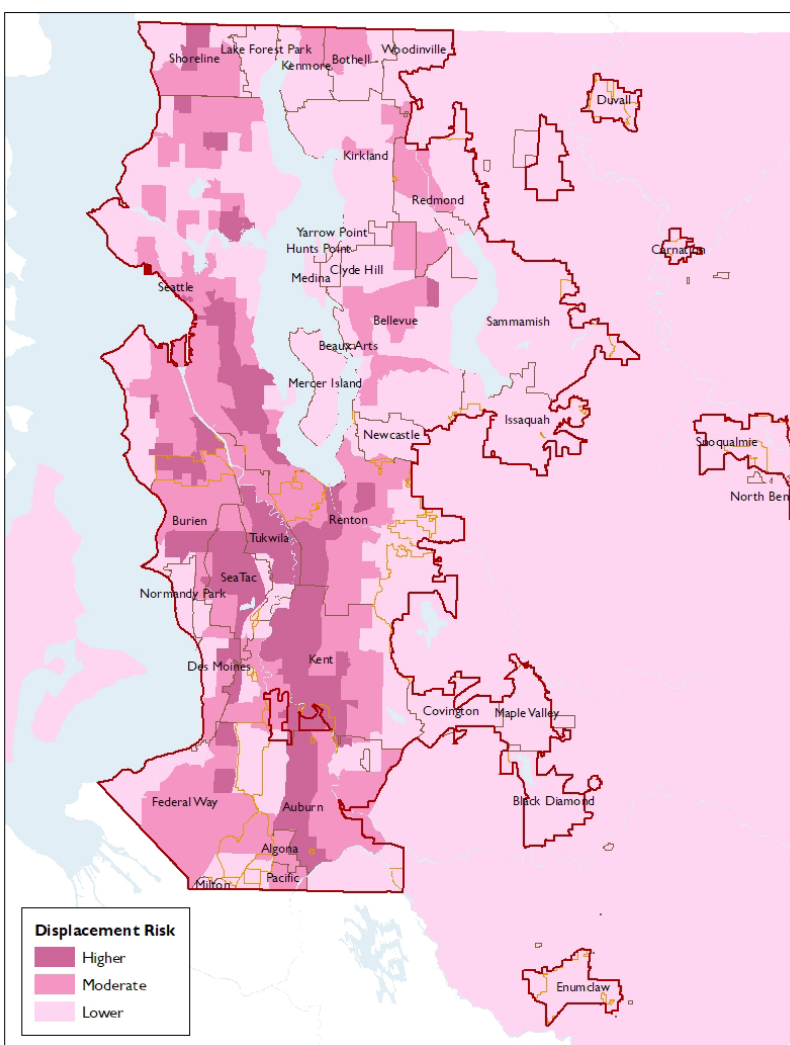 Lake Forest Park
Woodinville
Shoreline
Kenmore
Bothell
Duvall
Kirkland
Redmond
Yarrow Point
Hunts Point
Carnation
Clyde Hill
Medina
Seattle
Bellevue
Sammamish
Beaux Arts
Mercer Island
Issaquah
Newcastle
Snoqualmie
North Ben
Burien
Renton
Tukwila
SeaTac
Normandy Park
Kent
Des Moines
Covington
Maple Valley
Federal Way
Auburn
Black Diamond
Algona
Pacific
Milton
Displacement Risk
Higher
Moderate
Lower
Enumclaw